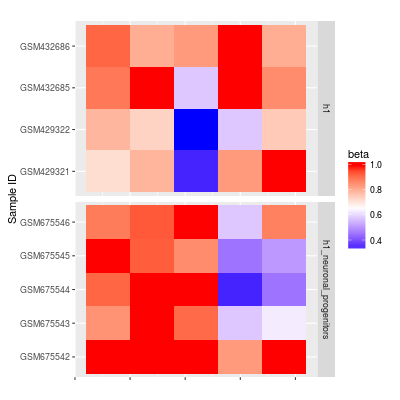 GSM432686
GSM432685
GSM429322
GSM429321
h1
GSM675546
GSM675545
GSM675544
GSM675543
GSM675542
h1_neuronal_progenitors
Sample ID
beta
1.0
0.8
0.6
0.4